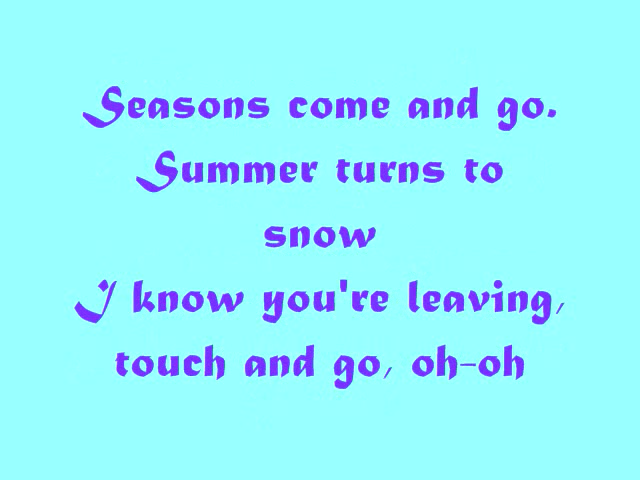 Seasons come and go.
Summer turns to
snow
I know you're leaving,
touch and go, oh-oh